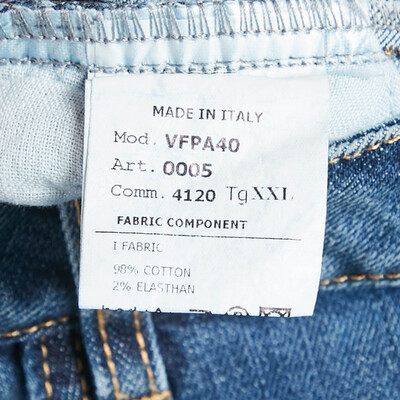 MADE IN ITALY
Mod. VFPA40
Art. 0005
Comm. 4120 TgXXL
FABRIC COMPONENT
I FABRIC
98% COTTON
2% ELASTHAN